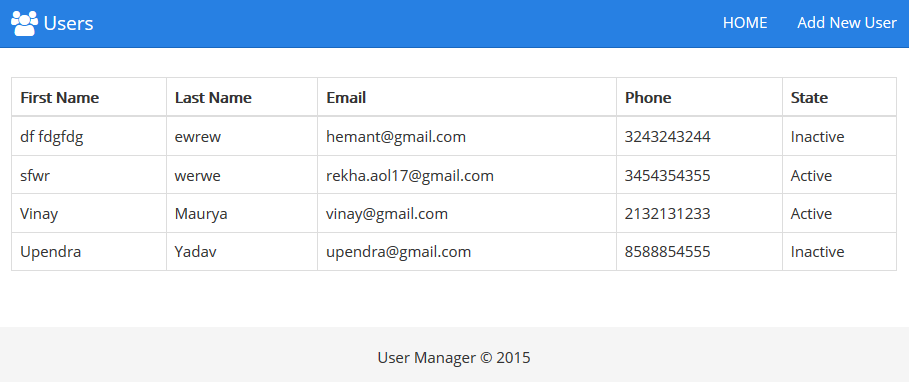 Users HOME Add New User
First Name Last Name Email Phone State
df fdgfdg ewrew hemant@gmail.com 3243243244 Inactive
sfwr werwe rekha.aol17@gmail.com 3454354355 Active
Vinay Maurya vinay@gmail.com 2132131233 Active
Upendra Yadav upendra@gmail.com 8588854555 Inactive
User Manager © 2015